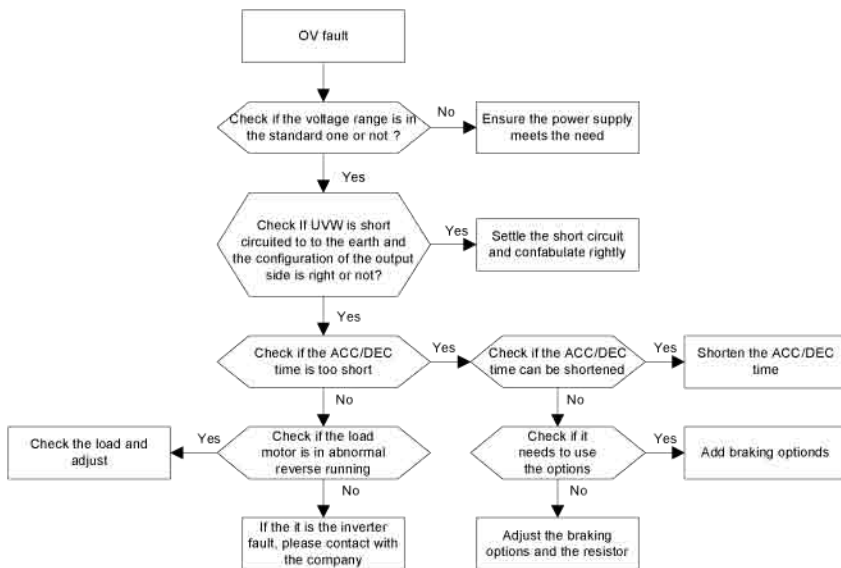 OV fault
Check if the voltage range is in
the standard one or not ?
No
Ensure the power supply
meets the need
Yes
Check If UVW is short
circuited to to the earth and
the configuration of the output
side is right or not?
Yes
Settle the short circuit
and confabulate rightly
Yes
Check if the ACC/DEC
time is too short
Yes
Check if the ACC/DEC
time can be shortened
Yes
Shorten the ACC/DEC
time
No
No
Check the load and
adjust
Yes
Check if the load
motor is in abnormal
reverse running
Check if it
needs to use
the options
Yes
Add braking optionds
No
No
If the it is the inverter
fault, please contact with
the company
Adjust the braking
options and the resistor